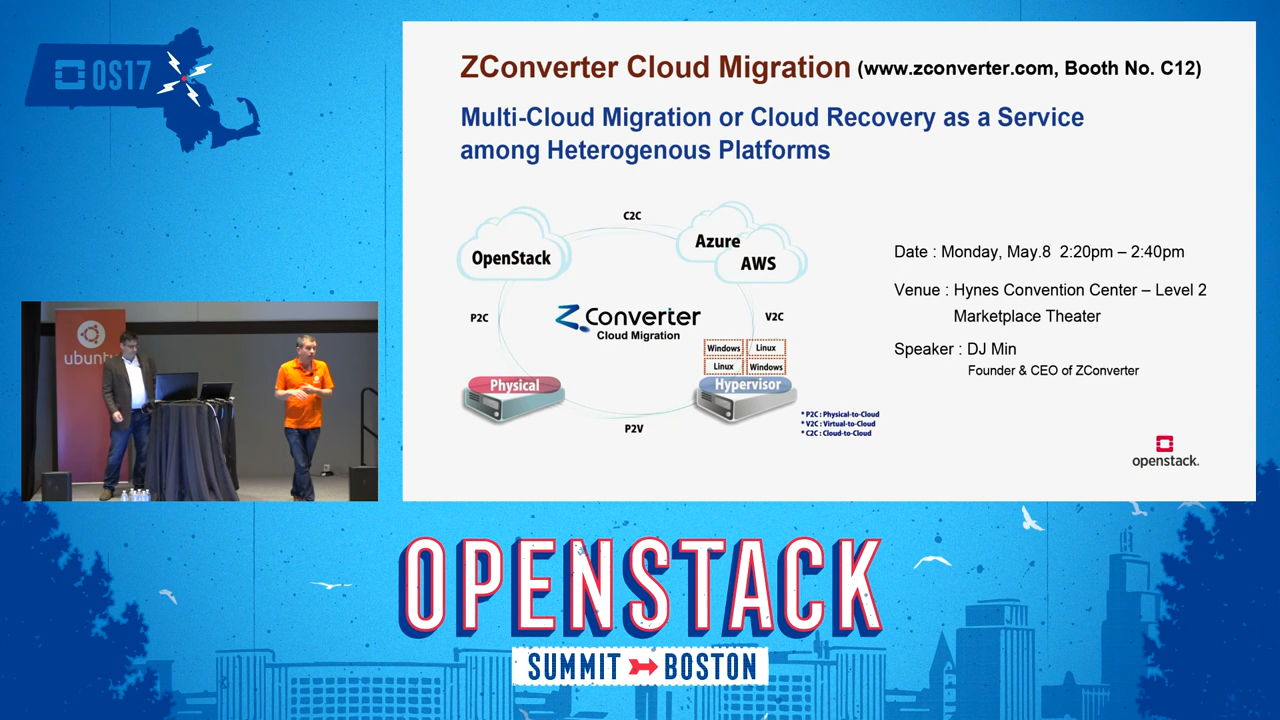 OS17
ZConverter Cloud Migration (www.zconverter.com, Booth No. C12)
Multi-Cloud Migration or Cloud Recovery as a Service
among Heterogenous Platforms
C2C
OpenStack
Azure
AWS
P2C
ZConverter
Cloud Migration
V2C
Windows
Linux
Linux
Windows
Physical
Hypervisor
P2V
* P2C : Physical-to-Cloud
* V2C : Virtual-to-Cloud
* C2C : Cloud-to-Cloud
Date : Monday, May.8 2:20pm – 2:40pm
Venue : Hynes Convention Center – Level 2
Marketplace Theater
Speaker : DJ Min
Founder & CEO of ZConverter
openstack.
ubuntu
OPENSTACK
SUMMIT BOSTON